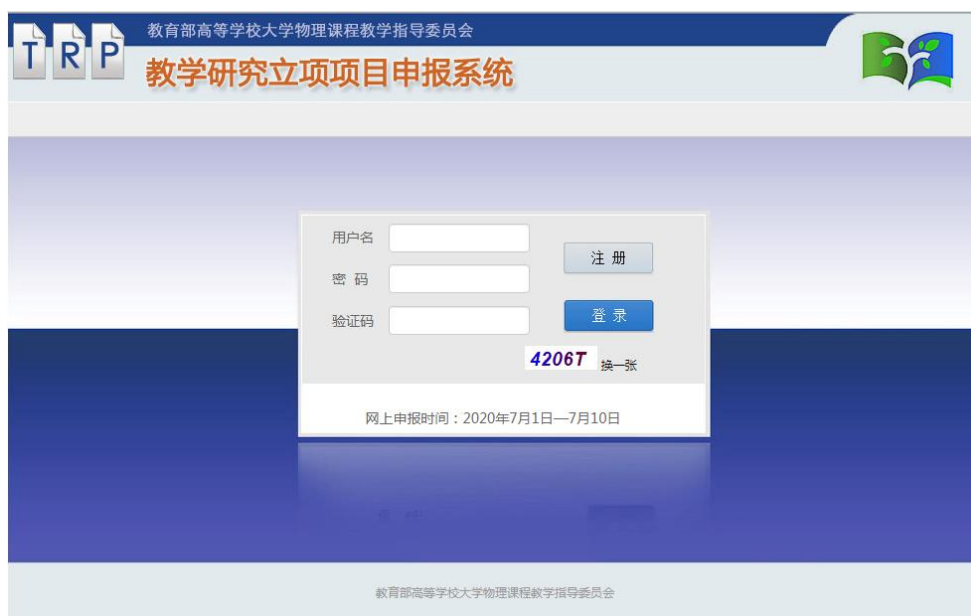 TRP
教育部高等学校大学物理课程教学指导委员会
教学研究立项项目申报系统
用户名
注 册
密 码
验证码
登 录
4206T 换一张
网上申报时间：2020年7月1日—7月10日
教育部高等学校大学物理课程教学指导委员会